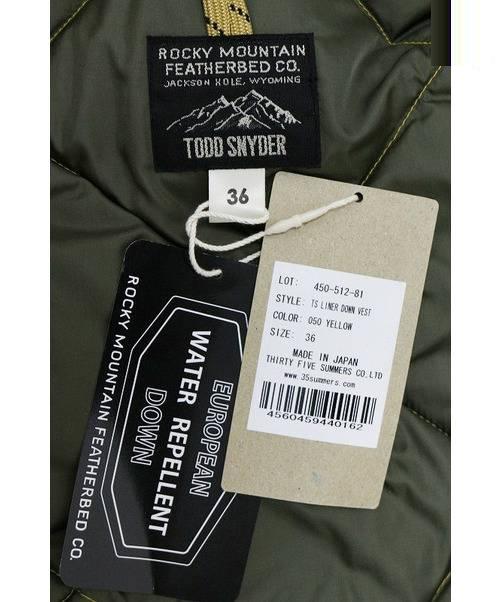 ROCKY MOUNTAIN
FEATHERBED CO.
JACKSON HOLE, WYOMING
TODD SNYDER
36
LOT: 450-512-81
STYLE: TS LINER DOWN VEST
COLOR: 050 YELLOW
SIZE: 36
MADE IN JAPAN
THIRTY FIVE SUMMERS CO.LTD
www.35summers.com
4560459440162
EUROPEAN
WATER REPELLENT
DOWN
ROCKY MOUNTAIN FEATHERBED CO.